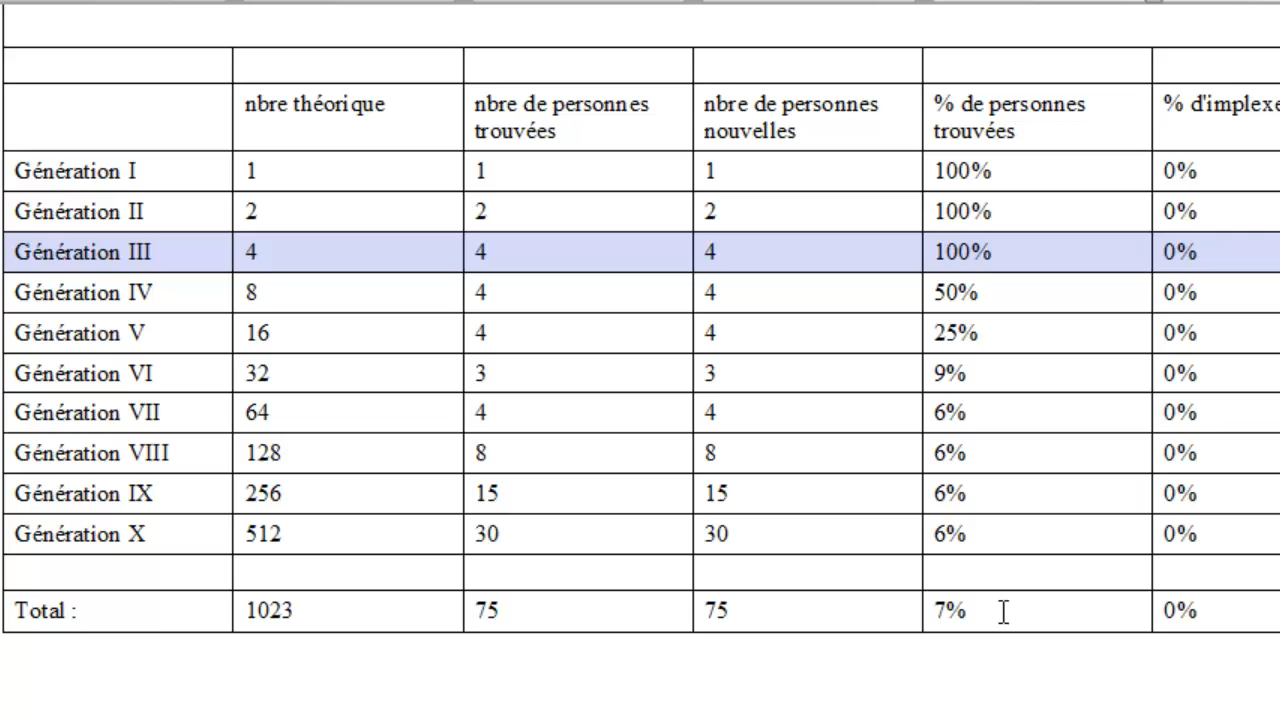 nbre théorique nbre de personnes trouvées nbre de personnes nouvelles % de personnes trouvées % d'implexe
Génération I 1 1 1 100% 0%
Génération II 2 2 2 100% 0%
Génération III 4 4 4 100% 0%
Génération IV 8 4 4 50% 0%
Génération V 16 4 4 25% 0%
Génération VI 32 3 3 9% 0%
Génération VII 64 4 4 6% 0%
Génération VIII 128 8 8 6% 0%
Génération IX 256 15 15 6% 0%
Génération X 512 30 30 6% 0%
Total : 1023 75 75 7% 0%